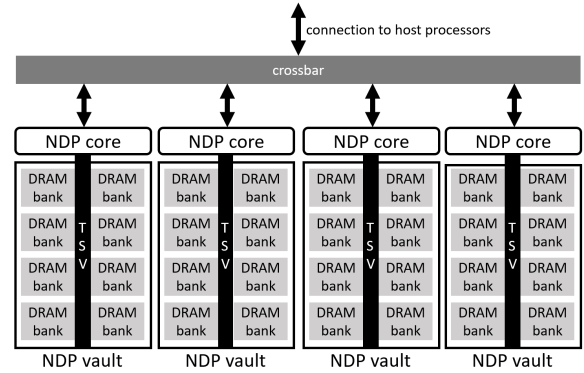 connection to host processors
crossbar
NDP core NDP core NDP core NDP core
DRAM DRAM DRAM DRAM DRAM DRAM DRAM DRAM
bank bank bank bank bank bank bank bank
T T T T
DRAM DRAM DRAM DRAM DRAM DRAM DRAM DRAM
S S S S
bank bank bank bank bank bank bank bank
V V V V
DRAM DRAM DRAM DRAM DRAM DRAM DRAM DRAM
bank bank bank bank bank bank bank bank
DRAM DRAM DRAM DRAM DRAM DRAM DRAM DRAM
bank bank bank bank bank bank bank bank
NDP vault NDP vault NDP vault NDP vault